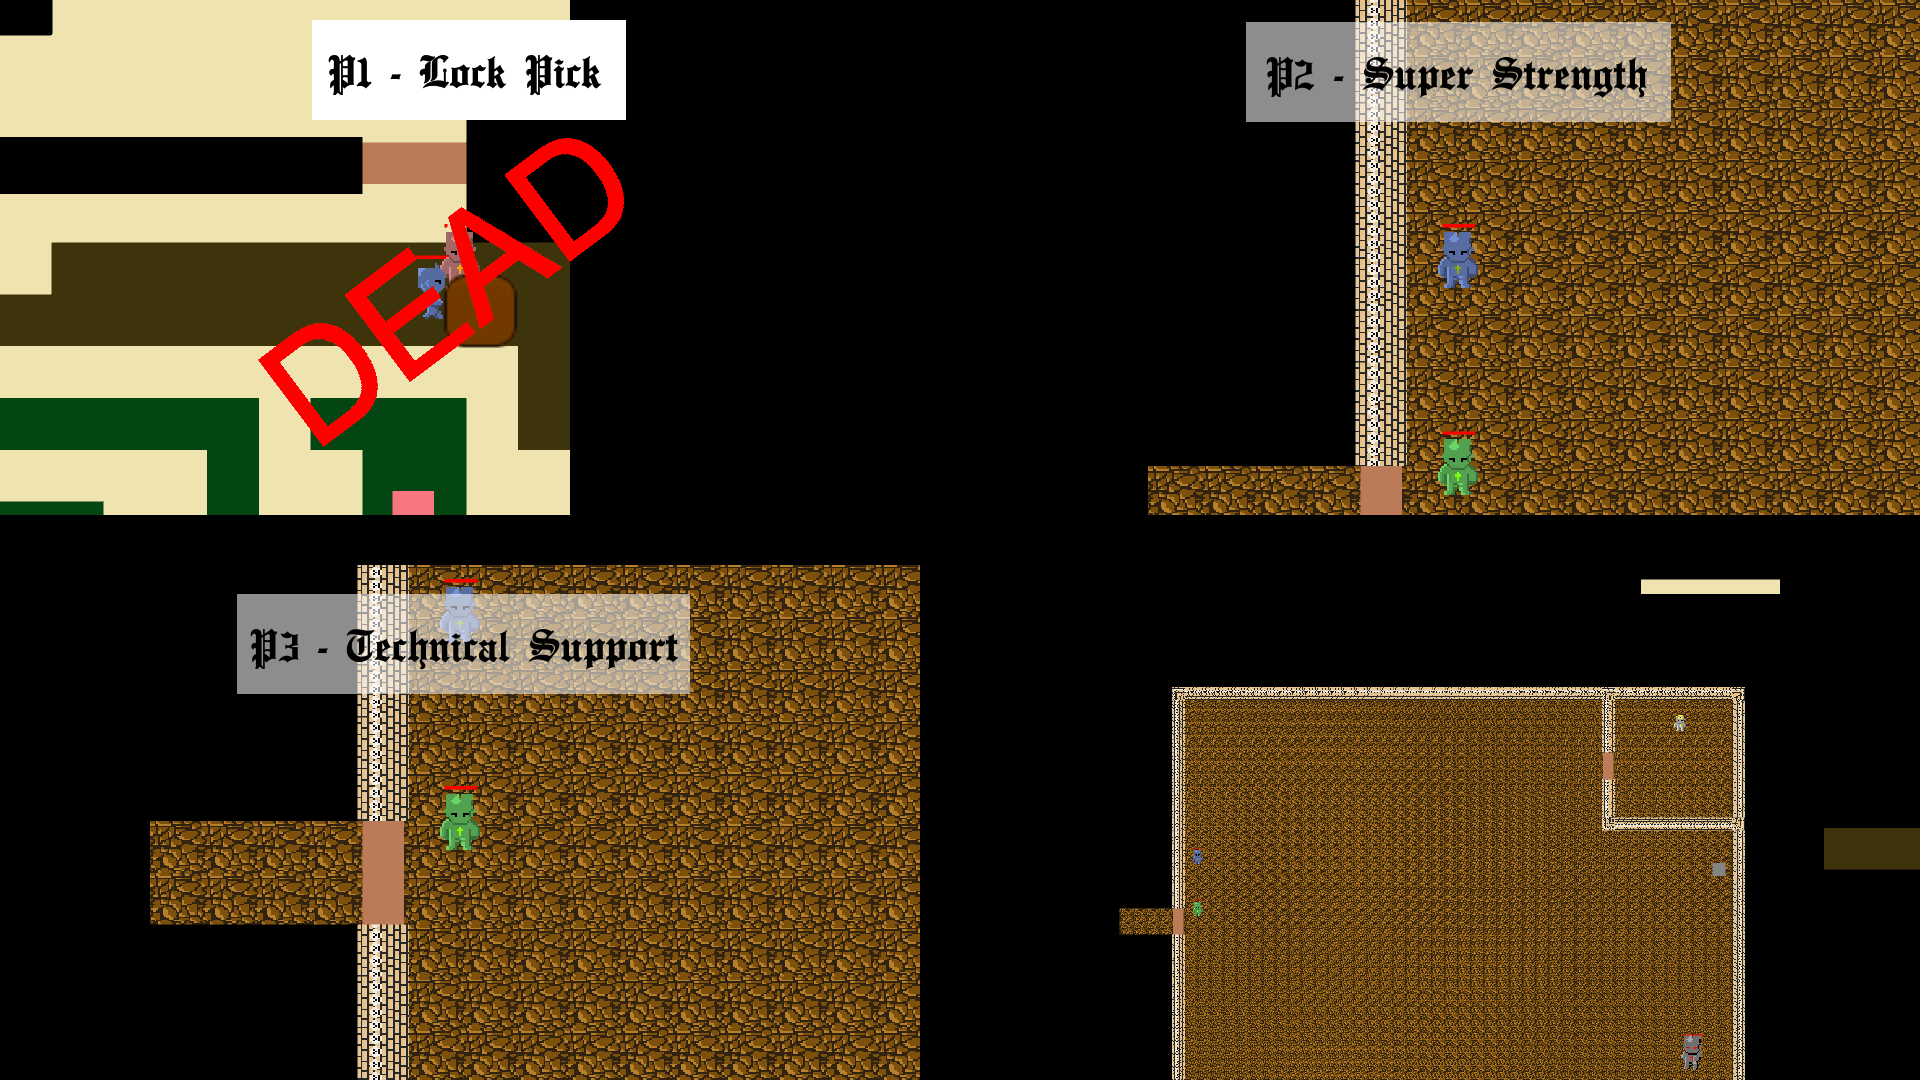 P1 - Lock Pick
P2 - Super Strength
DEAD
P3 - Technical Support